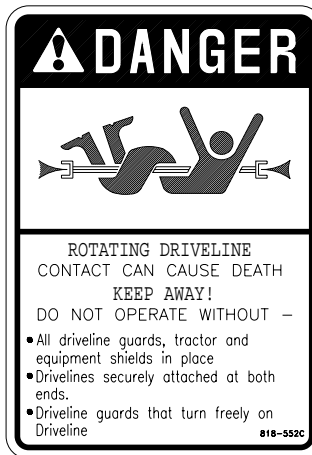 DANGER
ROTATING DRIVELINE
CONTACT CAN CAUSE DEATH
KEEP AWAY!
DO NOT OPERATE WITHOUT –
• All driveline guards, tractor and
equipment shields in place
• Drivelines securely attached at both
ends.
• Driveline guards that turn freely on
Driveline
818-552C